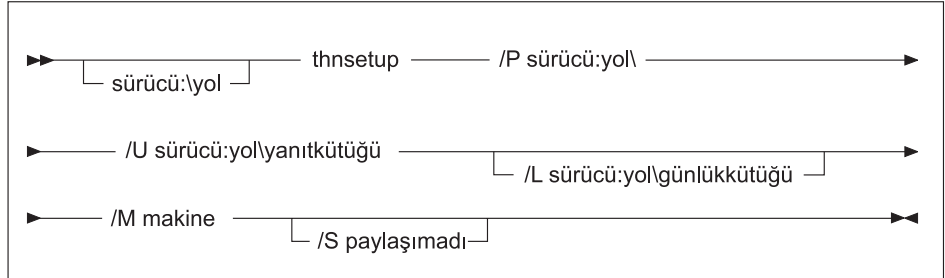 thnsetup /P sürücü:yol\
sürücü:\yol
/U sürücü:yol\yanıtkütüğü
/L sürücü:yol\günlükkütüğü
/M makine
/S paylaşımadı